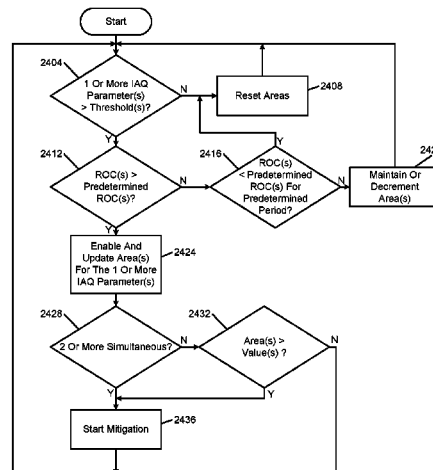 Start
2404
1 Or More IAQ
Parameter(s)
> Threshold(s)?
N
Y
Reset Areas
2408
2412
ROC(s) >
Predetermined
ROC(s)?
N
Y
2416
ROC(s)
< Predetermined
ROC(s) For
Predetermined
Period?
Y
N
Maintain Or
Decrement
Area(s)
Enable And
Update Area(s)
For The 1 Or More
IAQ Parameter(s)
2424
2428
2 Or More Simultaneous?
N
Y
2432
Area(s) >
Value(s) ?
N
Y
Start Mitigation
2436